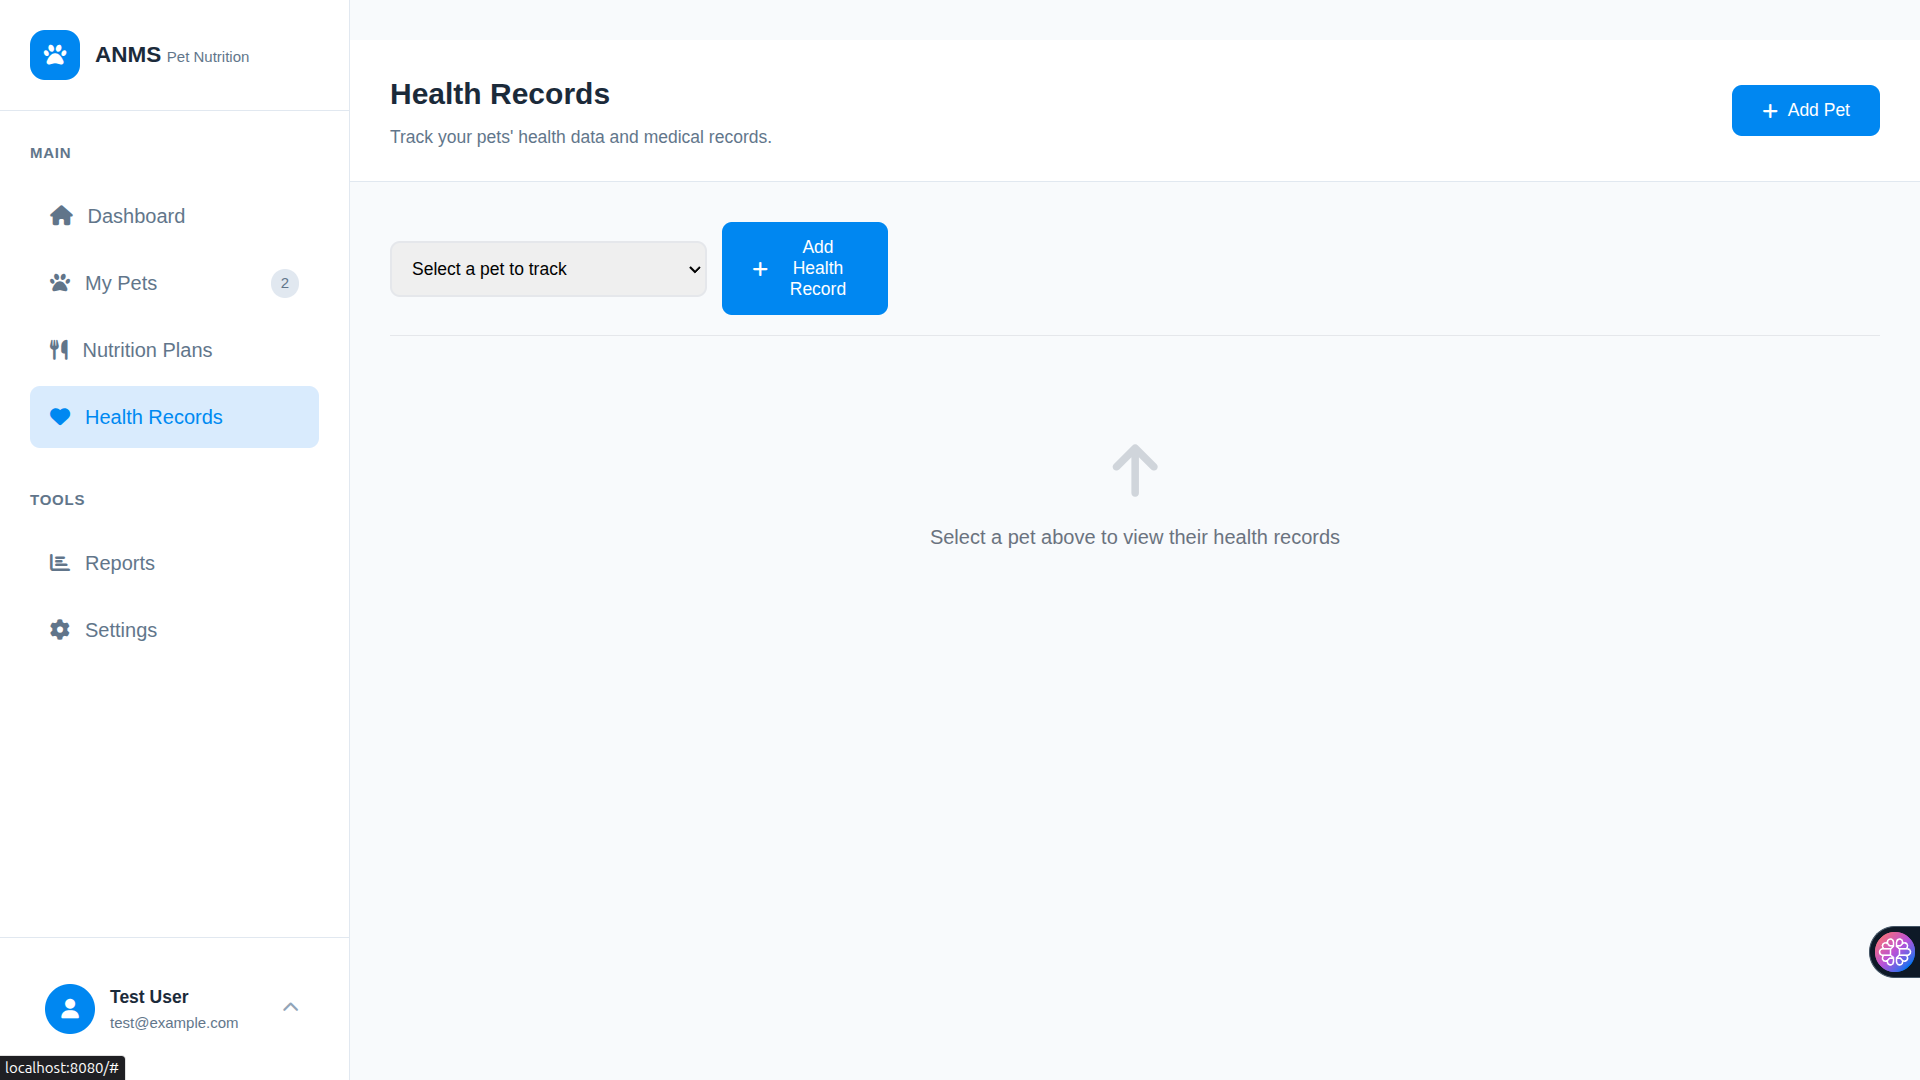 ANMS Pet Nutrition
MAIN
Dashboard
My Pets 2
Nutrition Plans
Health Records
TOOLS
Reports
Settings
Test User
test@example.com
localhost:8080/#
Health Records
Track your pets' health data and medical records.
Add Pet
Select a pet to track
Add
Health
Record
Select a pet above to view their health records